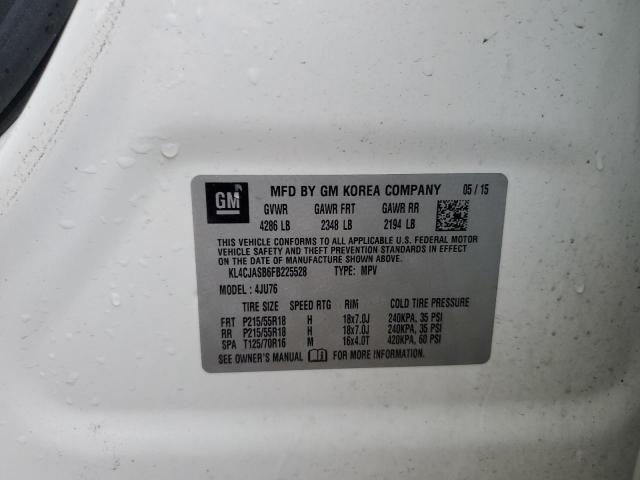 GM MFD BY GM KOREA COMPANY 05 / 15
GVWR GAWR FRT GAWR RR
4286 LB 2348 LB 2194 LB
THIS VEHICLE CONFORMS TO ALL APPLICABLE U.S. FEDERAL MOTOR
VEHICLE SAFETY AND THEFT PREVENTION STANDARDS IN
EFFECT ON THE DATE OF MANUFACTURE SHOWN ABOVE.
KL4CJASB6FB225528 TYPE: MPV
MODEL : 4JU76
TIRE SIZE SPEED RTG RIM COLD TIRE PRESSURE
FRT P215/55R18 H 18x7.0J 240KPA, 35 PSI
RR P215/55R18 H 18x7.0J 240KPA, 35 PSI
SPA T125/70R16 M 16x4.0T 420KPA, 60 PSI
SEE OWNER'S MANUAL FOR MORE INFORMATION.